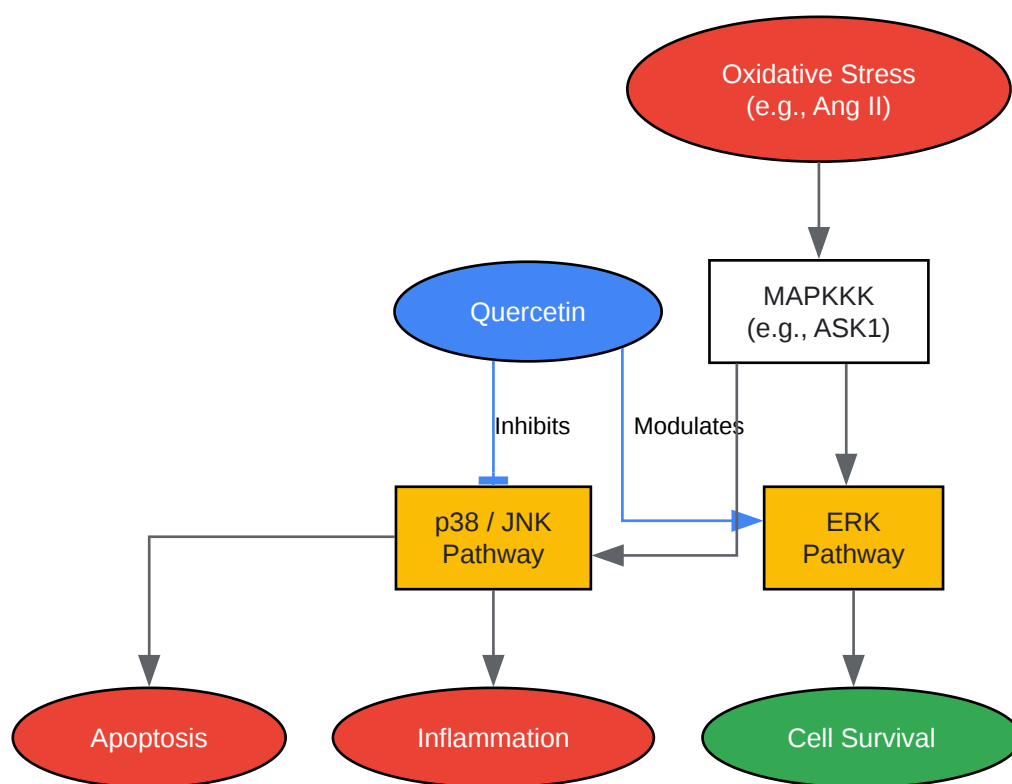 Oxidative Stress
(e.g., Ang II)
MAPKKK
(e.g., ASK1)
Quercetin
Inhibits
Modulates
p38 / JNK
Pathway
ERK
Pathway
Apoptosis
Inflammation
Cell Survival